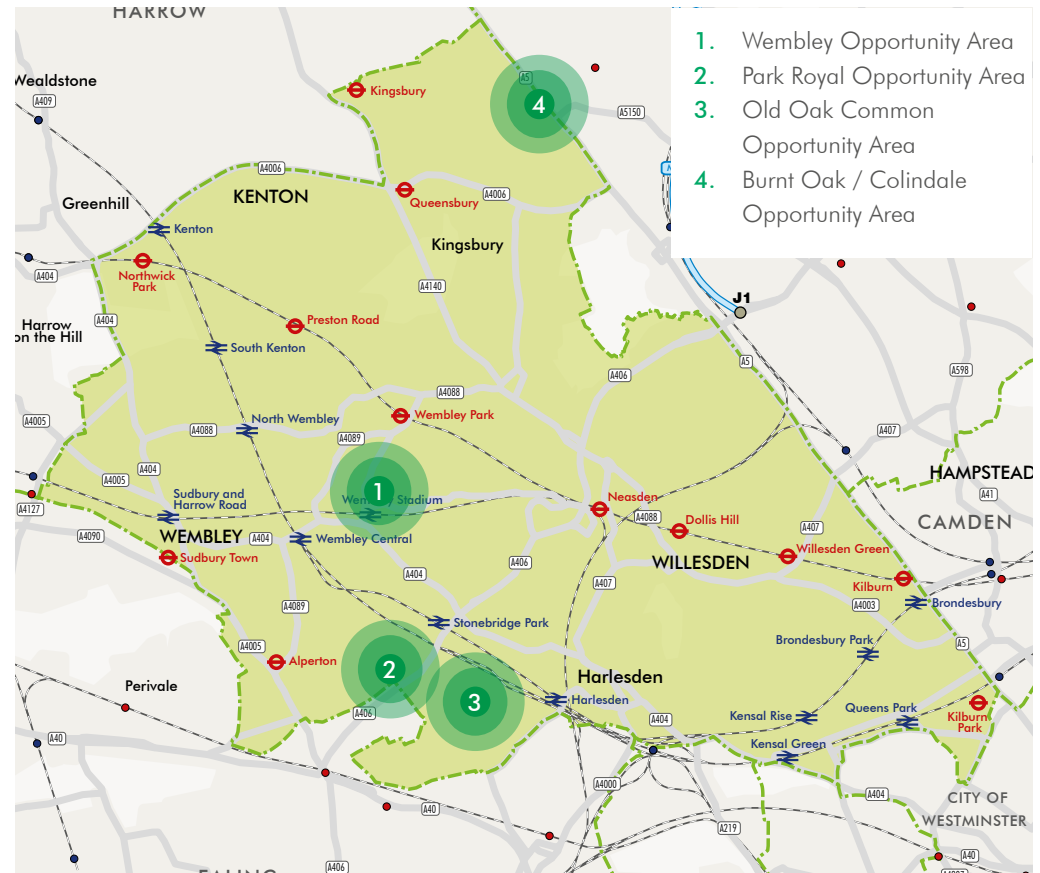 HARROW
1. Wembley Opportunity Area
2. Park Royal Opportunity Area
3. Old Oak Common
Opportunity Area
4. Burnt Oak / Colindale
Opportunity Area
Wealdstone
A409
Kingsbury
A5
4
A5150
A4006
KENTON
Queensbury
A4006
Greenhill
Kenton
Kingsbury
Northwick
Park
A404
A4140
J1
Harrow
on the Hill
A404
Preston Road
South Kenton
A5
A406
A598
A4088
A4005
North Wembley
Wembley Park
A4088
A4089
A407
A404
A4005
HAMPSTEAD
A41
1
Sudbury and
Harrow Road
Wembley Stadium
Neasden
A4127
A4088
Dollis Hill
A407
CAMDEN
A4090
WEMBLEY
A404
Wembley Central
Sudbury Town
Willesden Green
WILLESDEN
A406
A404
A407
Kilburn
A4003
Brondesbury
A4089
Stonebridge Park
A4005
Brondesbury Park
A5
Alperton
2
Harlesden
Perivale
3
Harlesden
A406
A404
Kensal Rise
Queens Park
Kilburn
Park
A40
Kensal Green
A4000
A404
CITY OF
WESTMINSTER
A40
A219
A40
A406